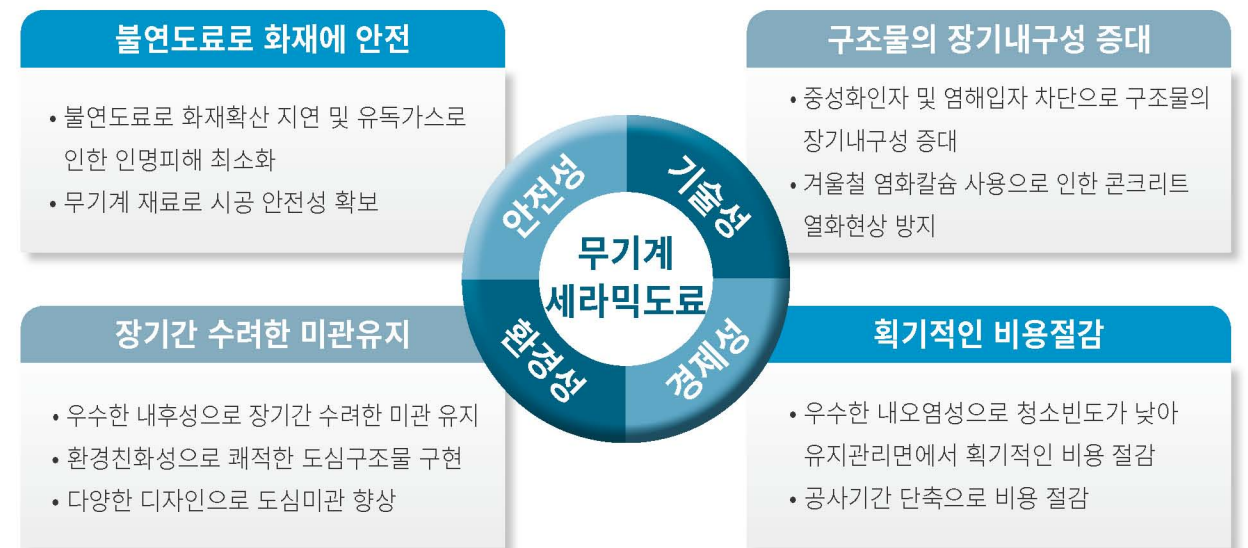 불연도료로 화재에 안전
• 불연도료로 화재확산 지연 및 유독가스로
인한 인명피해 최소화
• 무기계 재료로 시공 안전성 확보
구조물의 장기내구성 증대
• 중성화인자 및 염해입자 차단으로 구조물의
장기내구성 증대
• 겨울철 염화칼슘 사용으로 인한 콘크리트
열화현상 방지
안전성
기술성
무기계
세라믹도료
환경성
경제성
장기간 수려한 미관유지
• 우수한 내후성으로 장기간 수려한 미관 유지
• 환경친화성으로 쾌적한 도심구조물 구현
• 다양한 디자인으로 도심미관 향상
획기적인 비용절감
• 우수한 내오염성으로 청소빈도가 낮아
유지관리면에서 획기적인 비용 절감
• 공사기간 단축으로 비용 절감